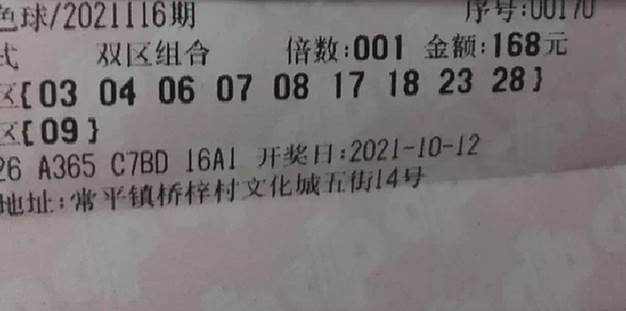 色球/2021116期 序号:00170
式 双区组合 倍数:001 金额:168元
区{03 04 06 07 08 17 18 23 28}
区{09}
26 A365 C7BD 16A1 开奖日:2021-10-12
地址:常平镇桥梓村文化城五街14号